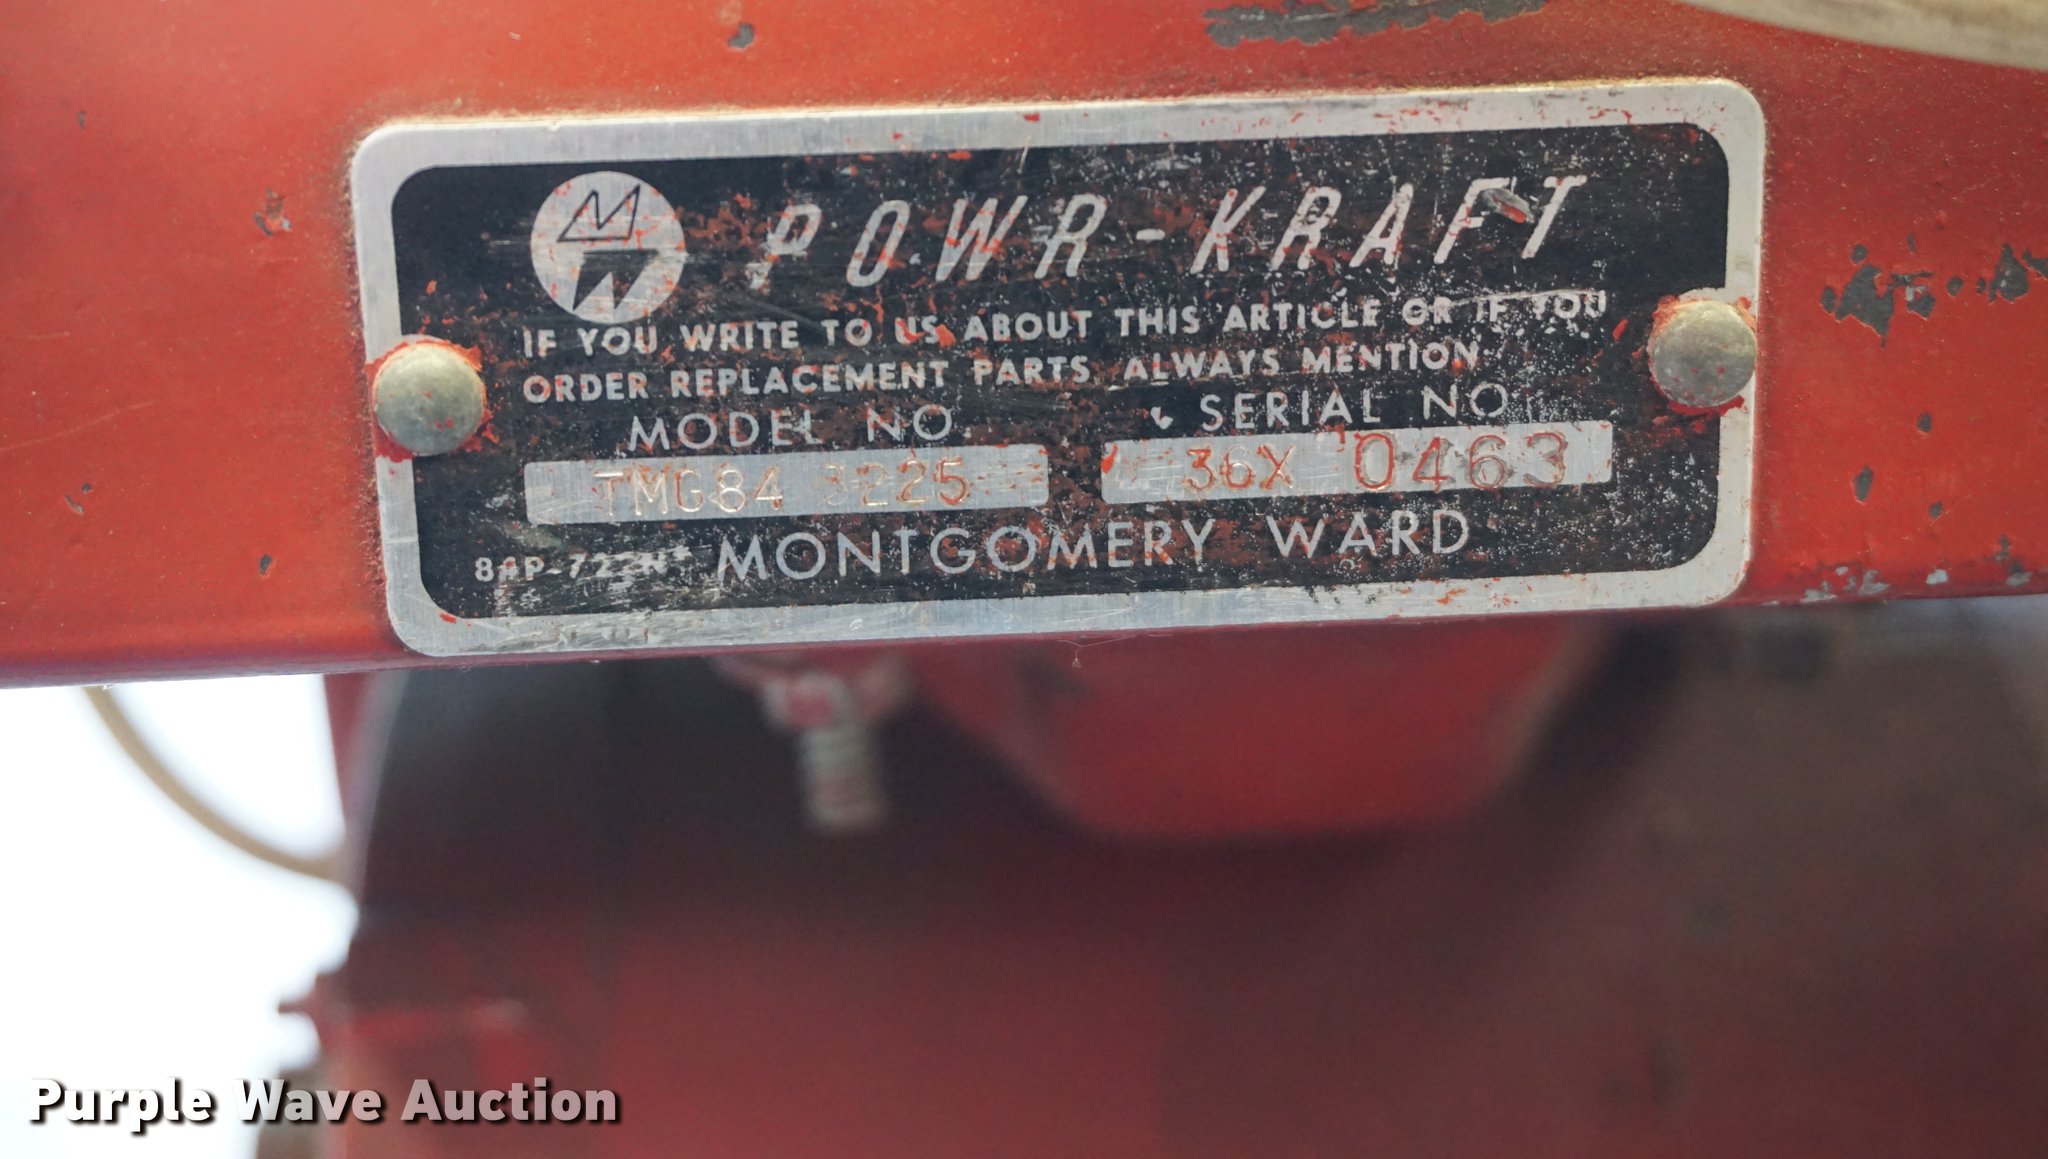 POWR-KRAFT
IF YOU WRITE TO US ABOUT THIS ARTICLE OR IF YOU
ORDER REPLACEMENT PARTS, ALWAYS MENTION
MODEL NO. SERIAL NO.
TMG84 3225 36X 0463
MONTGOMERY WARD
Purple Wave Auction